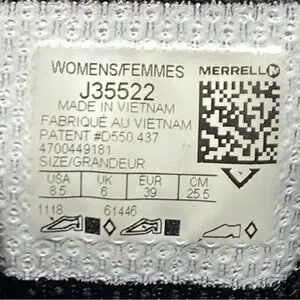 WOMENS/FEMMES MERRELL
J35522
MADE IN VIETNAM
FABRIQUÉ AU VIETNAM
PATENT #D550 437
4700449181
SIZE/GRANDEUR
USA UK EUR CM
8.5 6 39 25.5
1118 61446